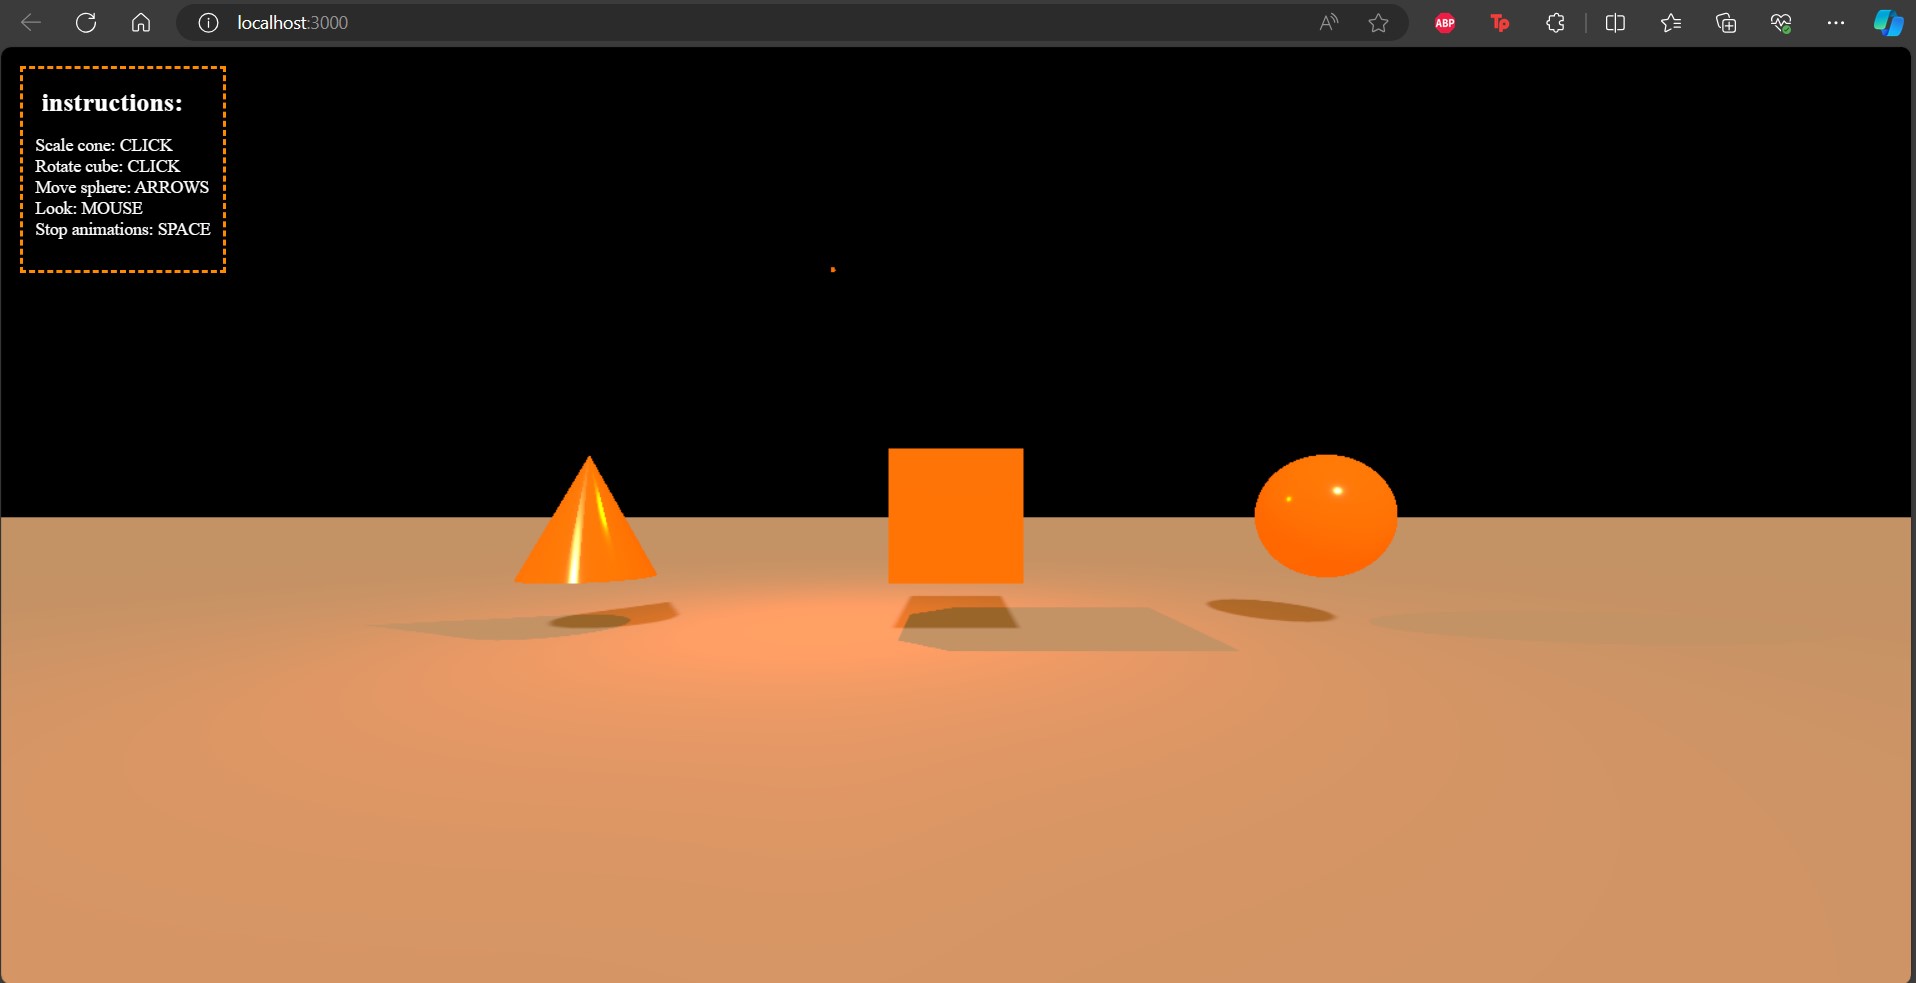 localhost:3000
A
ABP
Tp
instructions:
Scale cone: CLICK
Rotate cube: CLICK
Move sphere: ARROWS
Look: MOUSE
Stop animations: SPACE